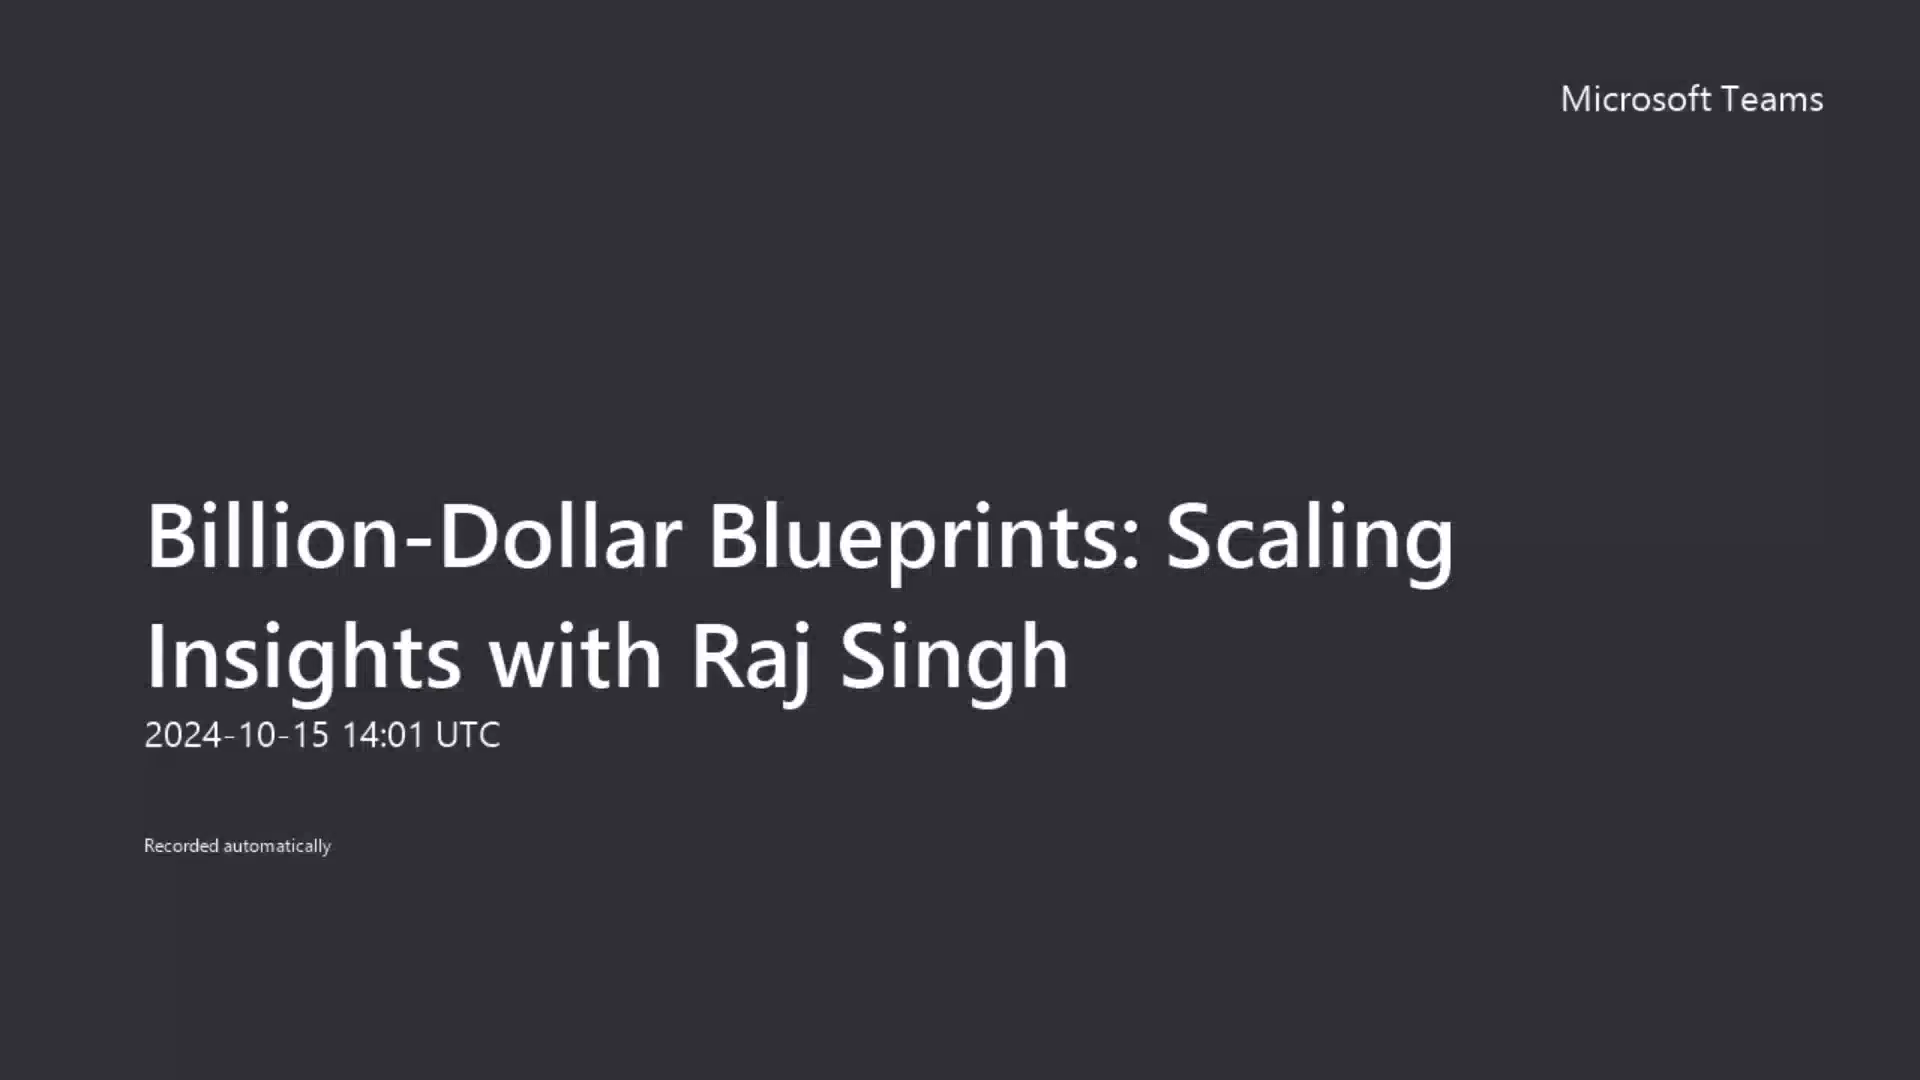 Microsoft Teams
Billion-Dollar Blueprints: Scaling
Insights with Raj Singh
2024-10-15 14:01 UTC
Recorded automatically